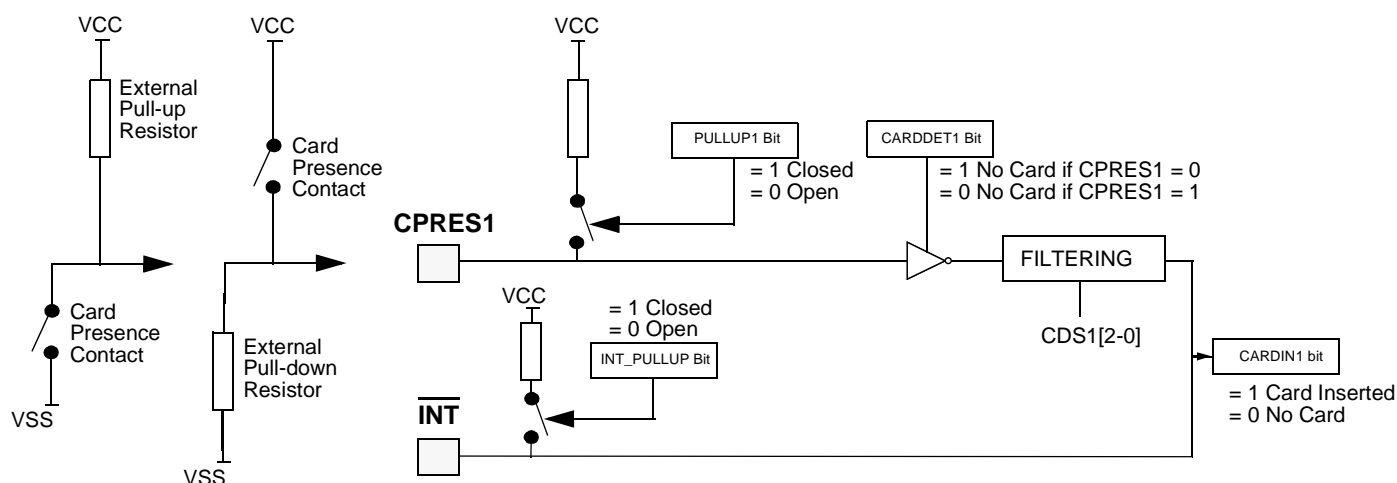 VCC
External
Pull-up
Resistor
Card
Presence
Contact
VSS
VCC
Card
Presence
Contact
External
Pull-down
Resistor
VSS
VCC
PULLUP1 Bit
= 1 Closed
= 0 Open
CARDDET1 Bit
= 1 No Card if CPRES1 = 0
= 0 No Card if CPRES1 = 1
CPRES1
FILTERING
CDS1[2-0]
VCC
= 1 Closed
= 0 Open
INT_PULLUP Bit
INT
CARDIN1 bit
= 1 Card Inserted
= 0 No Card